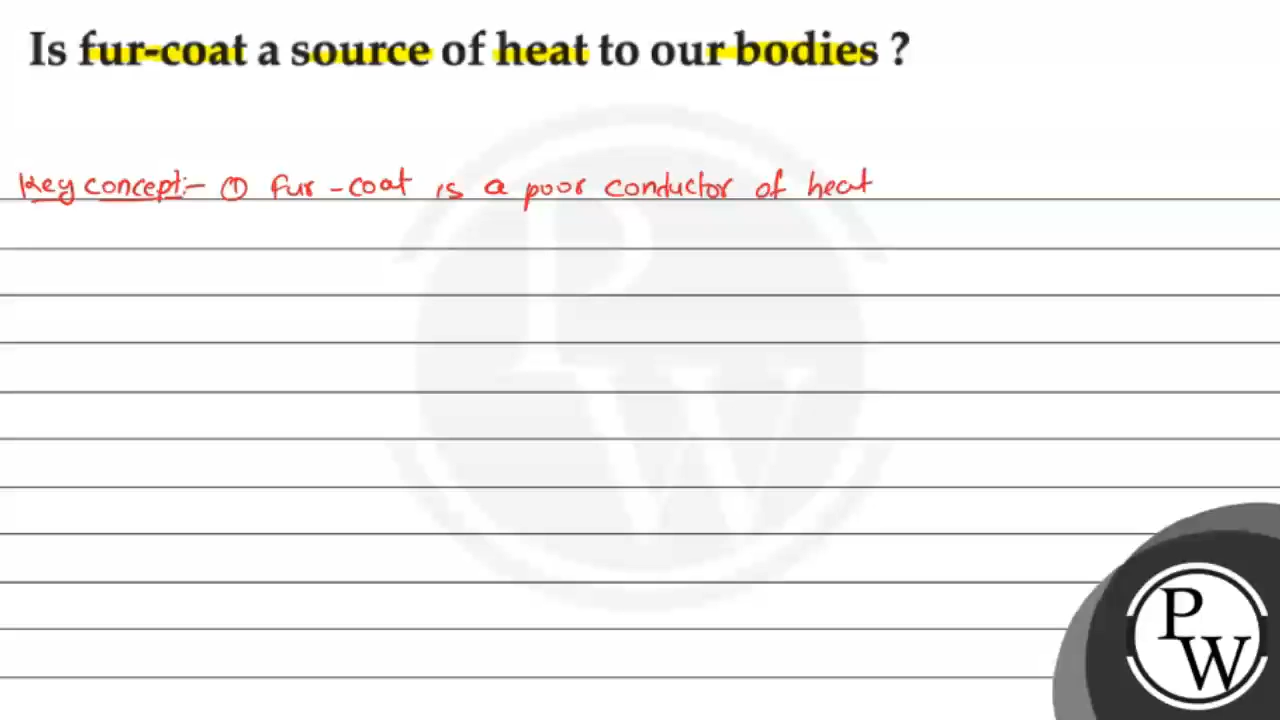 Is fur-coat a source of heat to our bodies ?
Key concept:- ① fur-coat is a poor conductor of heat
PW
PW